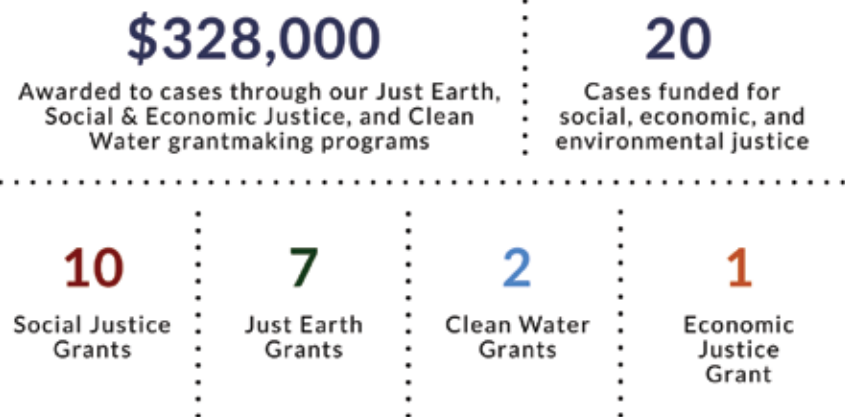 $328,000
Awarded to cases through our Just Earth,
Social & Economic Justice, and Clean
Water grantmaking programs
20
Cases funded for
social, economic, and
environmental justice
10
Social Justice
Grants
7
Just Earth
Grants
2
Clean Water
Grants
1
Economic
Justice
Grant